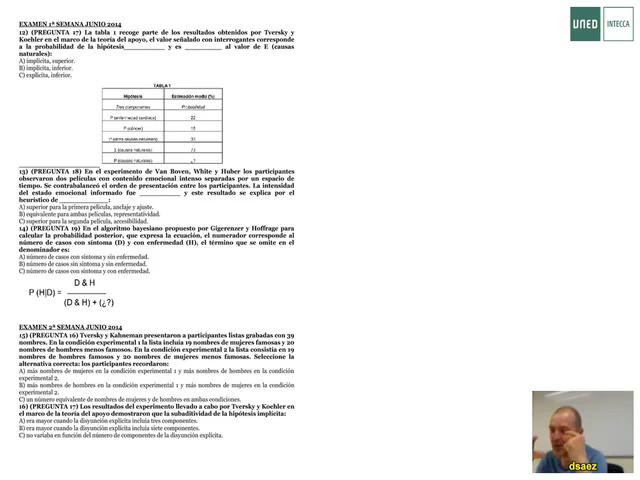 EXAMEN 1ª SEMANA JUNIO 2014
12) (PREGUNTA 17) La tabla 1 recoge parte de los resultados obtenidos por Tversky y
Koehler en el marco de la teoría del apoyo, el valor señalado con interrogantes corresponde
a la probabilidad de la hipótesis__________ y es _________ al valor de E (causas
naturales):
A) implícita, superior.
B) implícita, inferior.
C) explícita, inferior.
TABLA 1
Hipótesis Estimación media (%)
Tres componentes Probabilidad
P (enfermedad cardiaca) 22
P (cáncer) 18
P (otras causas naturales) 33
Σ (causas naturales) 73
P (causas naturales) ¿?
13) (PREGUNTA 18) En el experimento de Van Boven, White y Huber los participantes
observaron dos películas con contenido emocional intenso separadas por un espacio de
tiempo. Se contrabalanceó el orden de presentación entre los participantes. La intensidad
del estado emocional informado fue __________ y este resultado se explica por el
heurístico de ____________:
A) superior para la primera película, anclaje y ajuste.
B) equivalente para ambas películas, representatividad.
C) superior para la segunda película, accesibilidad.
14) (PREGUNTA 19) En el algoritmo bayesiano propuesto por Gigerenzer y Hoffrage para
calcular la probabilidad posterior, que expresa la ecuación, el numerador corresponde al
número de casos con síntoma (D) y con enfermedad (H), el término que se omite en el
denominador es:
A) número de casos con síntoma y sin enfermedad.
B) número de casos sin síntoma y sin enfermedad.
C) número de casos con síntoma y con enfermedad.
D & H
P (H|D) =
(D & H) + (¿?)
EXAMEN 2ª SEMANA JUNIO 2014
15) (PREGUNTA 16) Tversky y Kahneman presentaron a participantes listas grabadas con 39
nombres. En la condición experimental 1 la lista incluía 19 nombres de mujeres famosas y 20
nombres de hombres menos famosos. En la condición experimental 2 la lista consistía en 19
nombres de hombres famosos y 20 nombres de mujeres menos famosas. Seleccione la
alternativa correcta: los participantes recordaron:
A) más nombres de mujeres en la condición experimental 1 y más nombres de hombres en la condición
experimental 2.
B) más nombres de hombres en la condición experimental 1 y más nombres de mujeres en la condición
experimental 2.
C) un número equivalente de nombres de mujeres y de hombres en ambas condiciones.
16) (PREGUNTA 17) Los resultados del experimento llevado a cabo por Tversky y Koehler en
el marco de la teoría del apoyo demostraron que la subaditividad de la hipótesis implícita:
A) era mayor cuando la disyunción explícita incluía tres componentes.
B) era mayor cuando la disyunción explícita incluía siete componentes.
C) no variaba en función del número de componentes de la disyunción explícita.
UNED
INTECCA
dsaez